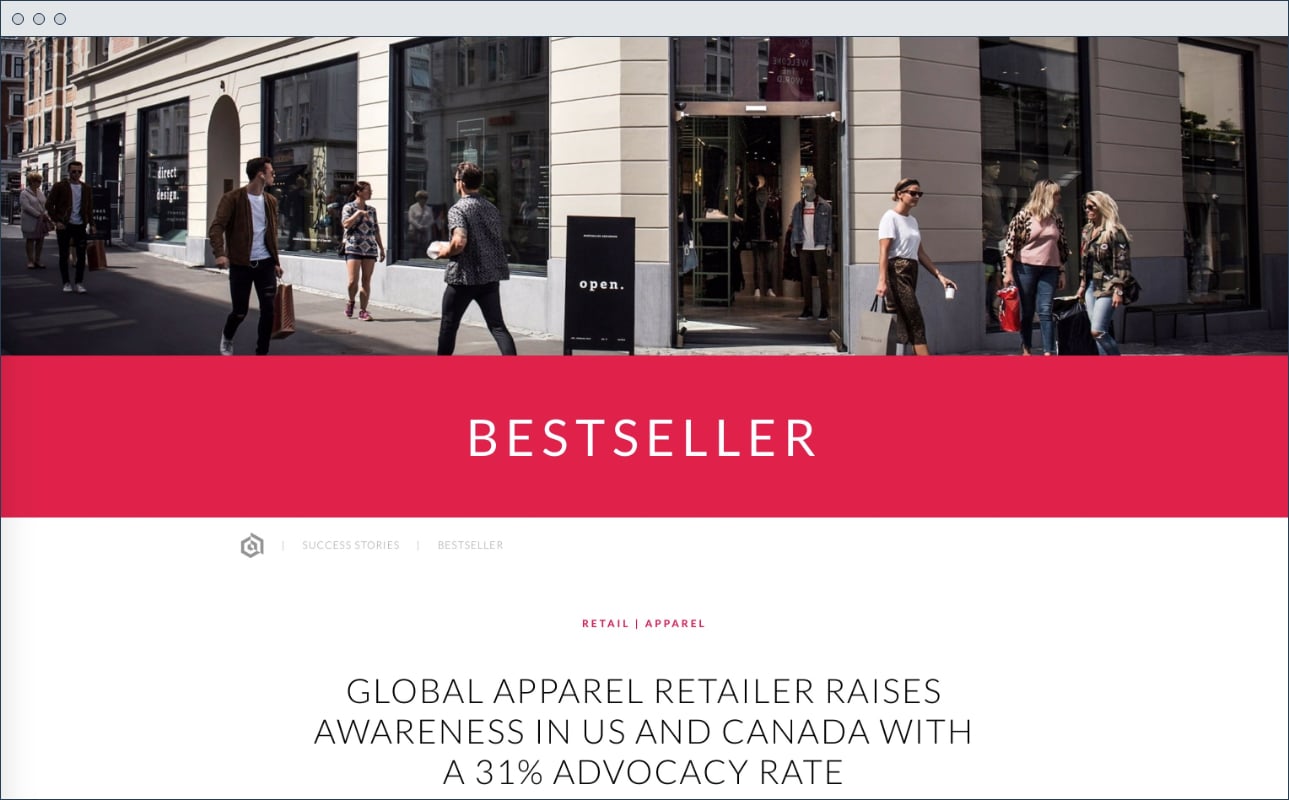 WELCOME
THE
WORLD
direct
design.
open.
BESTSELLER
SUCCESS STORIES | BESTSELLER
RETAIL | APPAREL
GLOBAL APPAREL RETAILER RAISES
AWARENESS IN US AND CANADA WITH
A 31% ADVOCACY RATE